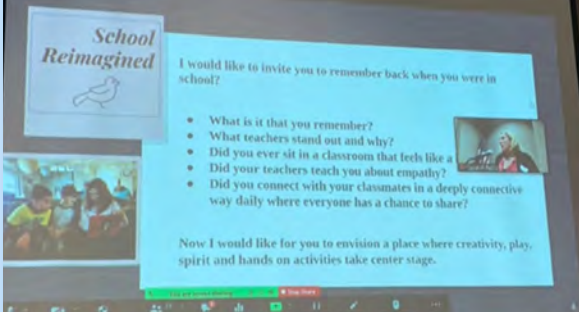 School
Reimagined
I would like to invite you to remember back when you were in
school?
• What is it that you remember?
• What teachers stand out and why?
• Did you ever sit in a classroom that feels like a
• Did your teachers teach you about empathy?
• Did you connect with your classmates in a deeply connective
way daily where everyone has a chance to share?
Now I would like for you to envision a place where creativity, play,
spirit and hands on activities take center stage.
Stop Share